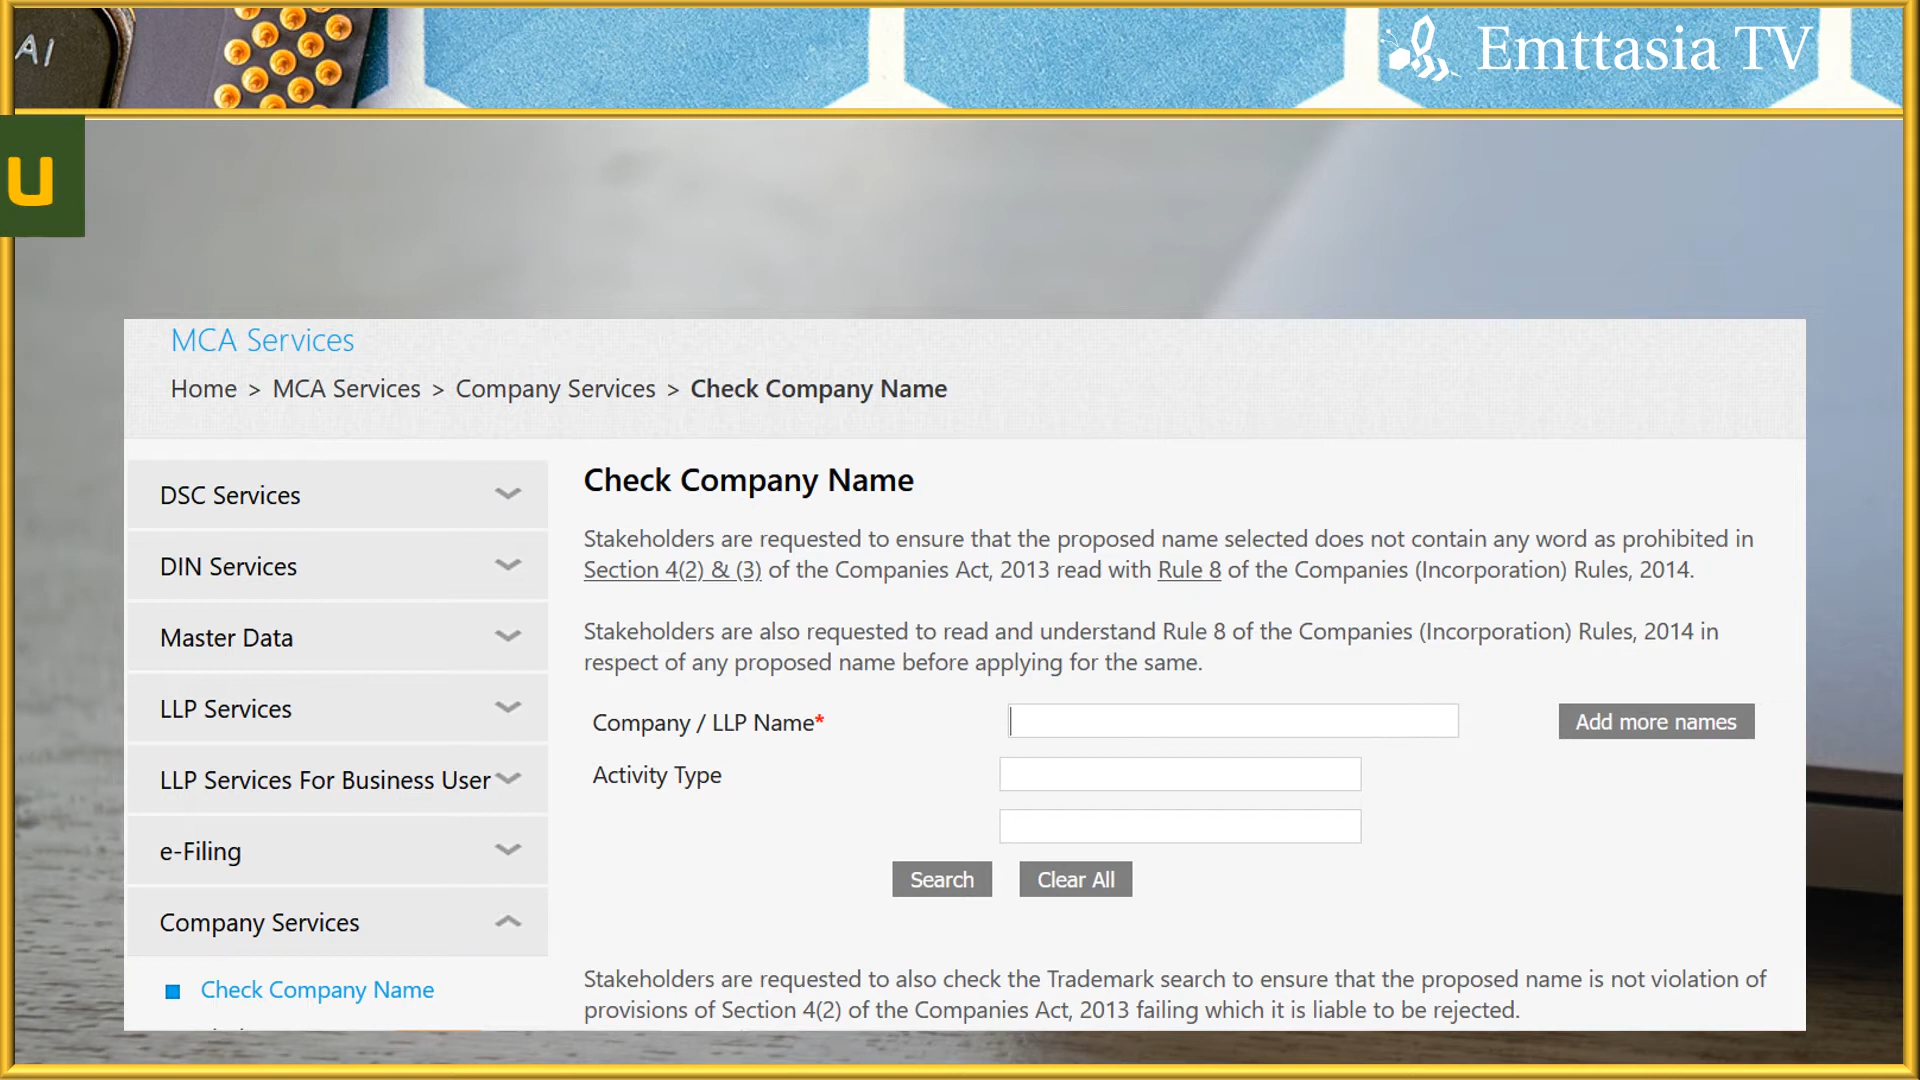 AI
Emttasia TV
u
MCA Services
Home > MCA Services > Company Services > Check Company Name
DSC Services
DIN Services
Master Data
LLP Services
LLP Services For Business User
e-Filing
Company Services
Check Company Name
Check Company Name
Stakeholders are requested to ensure that the proposed name selected does not contain any word as prohibited in
Section 4(2) & (3) of the Companies Act, 2013 read with Rule 8 of the Companies (Incorporation) Rules, 2014.
Stakeholders are also requested to read and understand Rule 8 of the Companies (Incorporation) Rules, 2014 in
respect of any proposed name before applying for the same.
Company / LLP Name*
Add more names
Activity Type
Search Clear All
Stakeholders are requested to also check the Trademark search to ensure that the proposed name is not violation of
provisions of Section 4(2) of the Companies Act, 2013 failing which it is liable to be rejected.